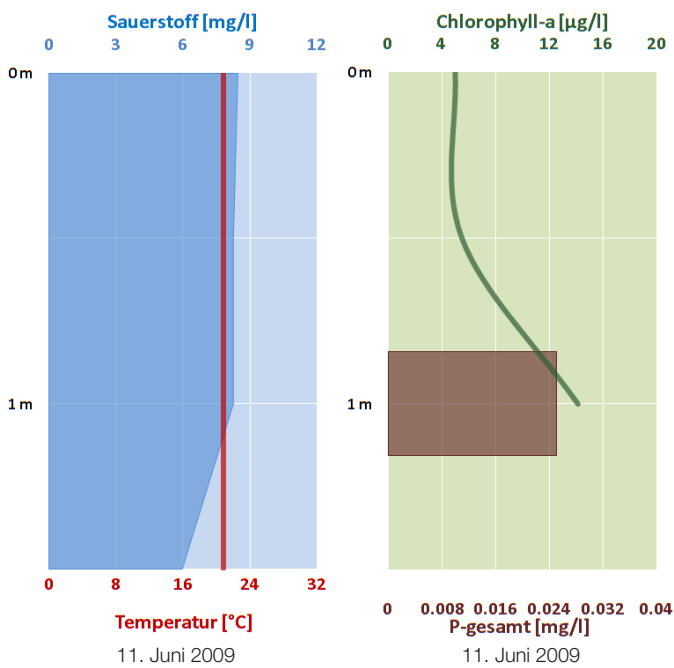 Sauerstoff [mg/l]
0 3 6 9 12
0 m
1 m
0 8 16 24 32
Temperatur [°C]
11. Juni 2009
Chlorophyll-a [µg/l]
0 4 8 12 16 20
0 m
1 m
0 0.008 0.016 0.024 0.032 0.04
P-gesamt [mg/l]
11. Juni 2009